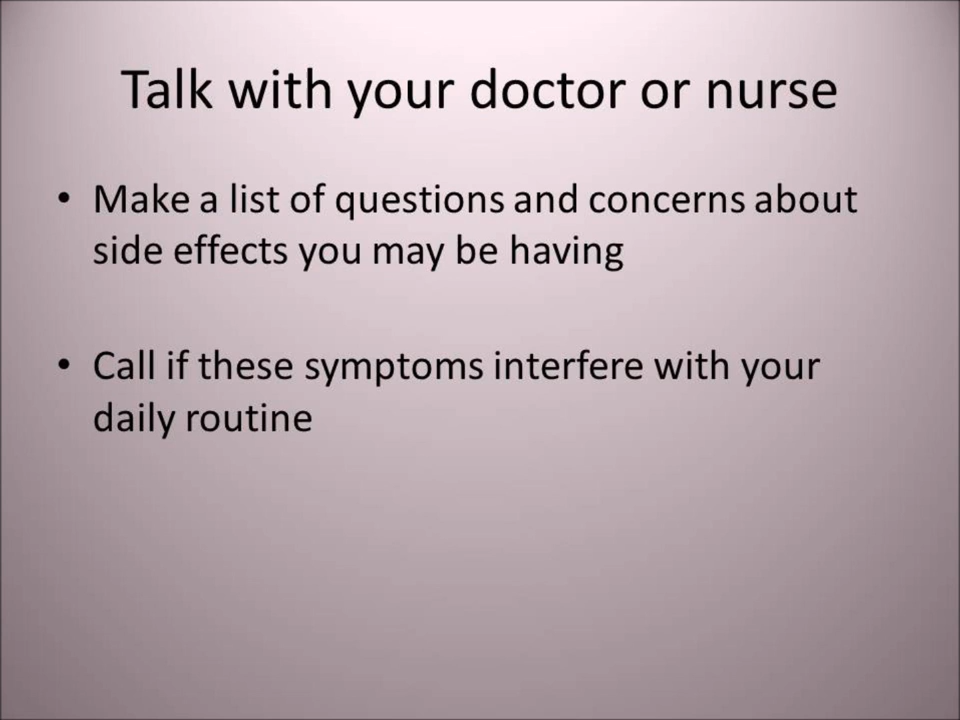 Talk with your doctor or nurse
• Make a list of questions and concerns about
side effects you may be having
• Call if these symptoms interfere with your
daily routine